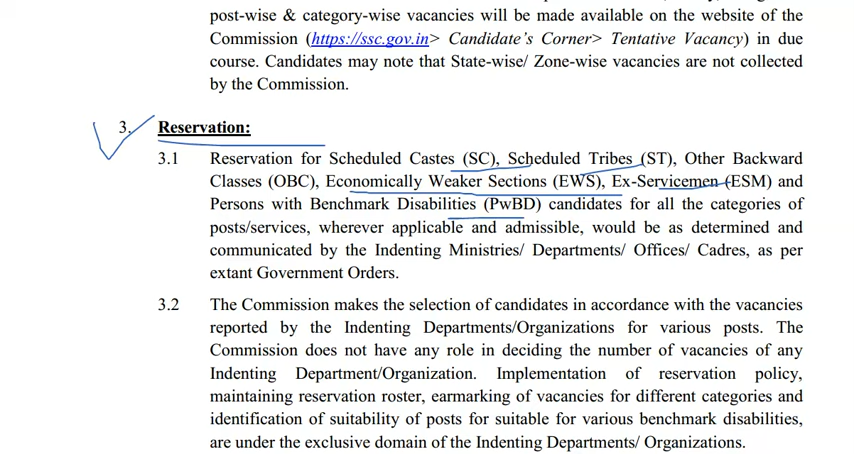 post-wise & category-wise vacancies will be made available on the website of the
Commission (https://ssc.gov.in> Candidate's Corner> Tentative Vacancy) in due
course. Candidates may note that State-wise/ Zone-wise vacancies are not collected
by the Commission.
3. Reservation:
3.1 Reservation for Scheduled Castes (SC), Scheduled Tribes (ST), Other Backward
Classes (OBC), Economically Weaker Sections (EWS), Ex-Servicemen (ESM) and
Persons with Benchmark Disabilities (PwBD) candidates for all the categories of
posts/services, wherever applicable and admissible, would be as determined and
communicated by the Indenting Ministries/ Departments/ Offices/ Cadres, as per
extant Government Orders.
3.2 The Commission makes the selection of candidates in accordance with the vacancies
reported by the Indenting Departments/Organizations for various posts. The
Commission does not have any role in deciding the number of vacancies of any
Indenting Department/Organization. Implementation of reservation policy,
maintaining reservation roster, earmarking of vacancies for different categories and
identification of suitability of posts for suitable for various benchmark disabilities,
are under the exclusive domain of the Indenting Departments/ Organizations.